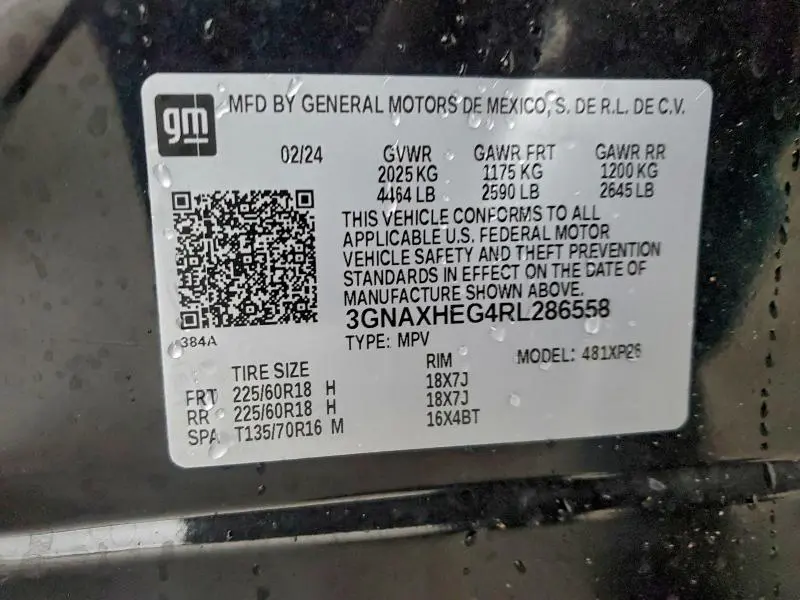 gm
MFD BY GENERAL MOTORS DE MEXICO, S. DE R.L. DE C.V.
02/24 GVWR GAWR FRT GAWR RR
2025 KG 1175 KG 1200 KG
4464 LB 2590 LB 2645 LB
THIS VEHICLE CONFORMS TO ALL
APPLICABLE U.S. FEDERAL MOTOR
VEHICLE SAFETY AND THEFT PREVENTION
STANDARDS IN EFFECT ON THE DATE OF
MANUFACTURE SHOWN ABOVE.
3GNAXHEG4RL286558
384A
TYPE: MPV MODEL: 481XP26
TIRE SIZE RIM
FRT 225/60R18 H 18X7J
RR 225/60R18 H 18X7J
SPA T135/70R16 M 16X4BT